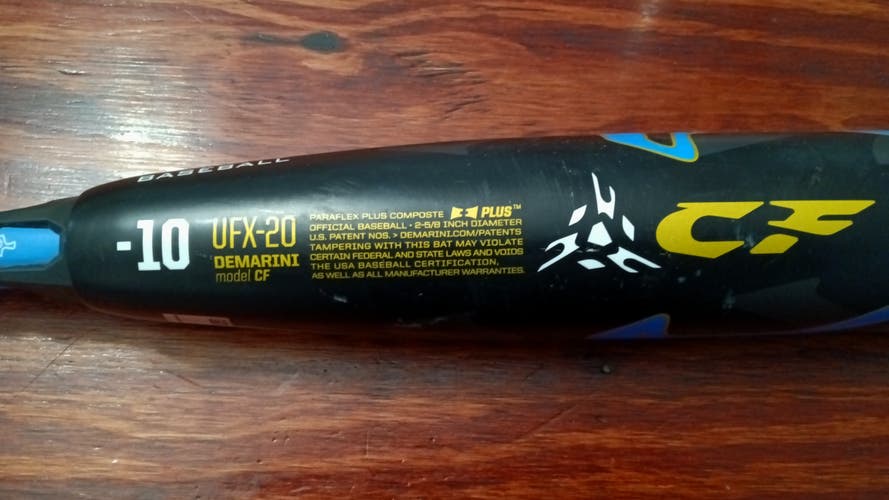 BASEBALL
-10
UFX-20
DEMARINI
model CF
PARAFLEX PLUS COMPOSITE PLUS™
OFFICIAL BASEBALL • 2-5/8 INCH DIAMETER
U.S. PATENT NOS. > DEMARINI.COM/PATENTS
TAMPERING WITH THIS BAT MAY VIOLATE
CERTAIN FEDERAL AND STATE LAWS AND VOIDS
THE USA BASEBALL CERTIFICATION,
AS WELL AS ALL MANUFACTURER WARRANTIES.
CF